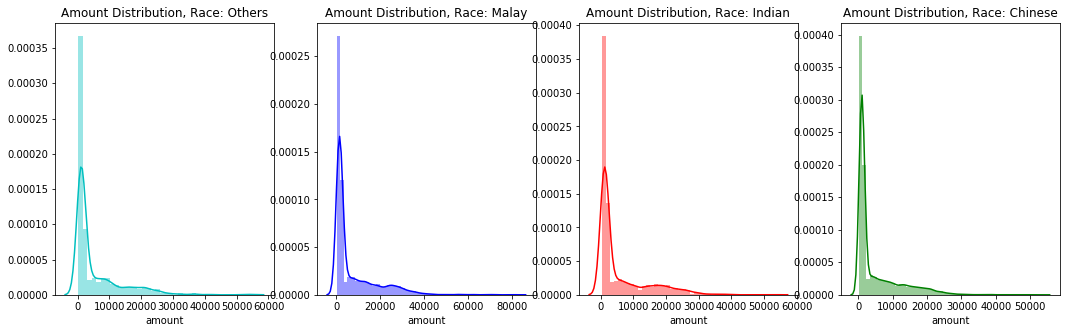 Amount Distribution, Race: Others
0.00035
0.00030
0.00025
0.00020
0.00015
0.00010
0.00005
0.00000
0 10000 20000 30000 40000 50000 60000
amount
Amount Distribution, Race: Malay
0.00025
0.00020
0.00015
0.00010
0.00005
0.00000
0 20000 40000 60000 80000
amount
Amount Distribution, Race: Indian
0.00040
0.00035
0.00030
0.00025
0.00020
0.00015
0.00010
0.00005
0.00000
0 10000 20000 30000 40000 50000 60000
amount
Amount Distribution, Race: Chinese
0.00040
0.00035
0.00030
0.00025
0.00020
0.00015
0.00010
0.00005
0.00000
0 10000 20000 30000 40000 50000
amount